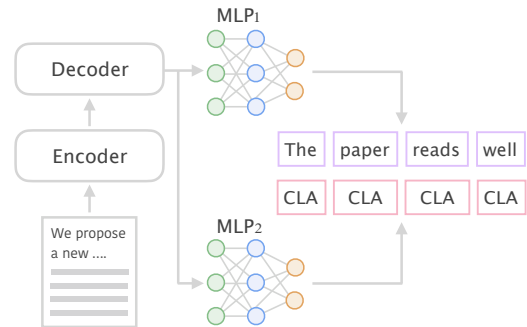 MLP1
Decoder
Encoder
The paper reads well
CLA CLA CLA CLA
We propose
a new ....
MLP2